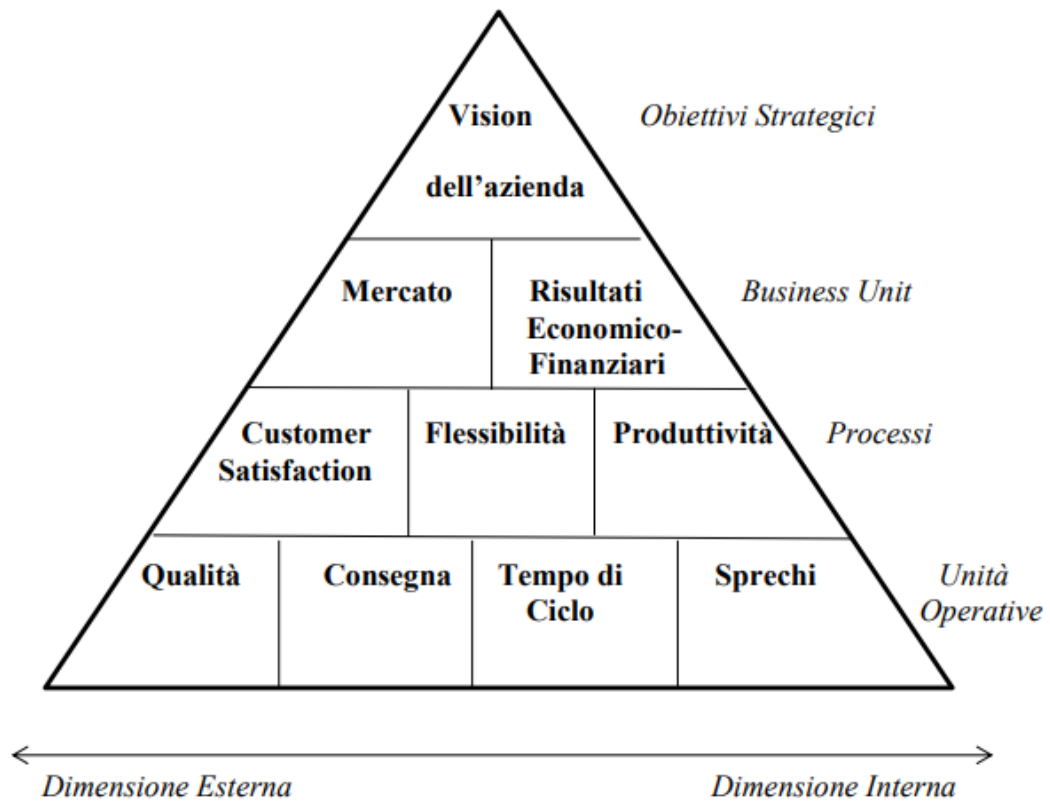 Vision
dell’azienda
Obiettivi Strategici
Mercato
Risultati
Economico-
Finanziari
Business Unit
Customer
Satisfaction
Flessibilità
Produttività
Processi
Qualità
Consegna
Tempo di
Ciclo
Sprechi
Unità
Operative
Dimensione Esterna
Dimensione Interna